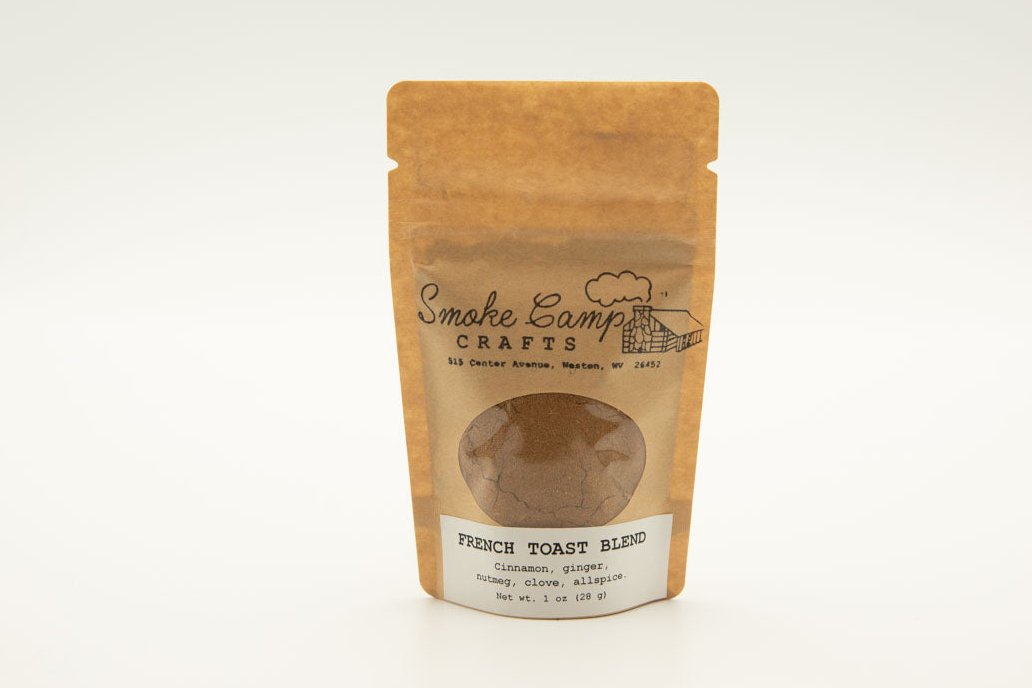 Smoke Camp
CRAFTS
515 Center Avenue, Weston, WV 26452
FRENCH TOAST BLEND
Cinnamon, ginger,
nutmeg, clove, allspice.
Net wt. 1 oz (28 g)